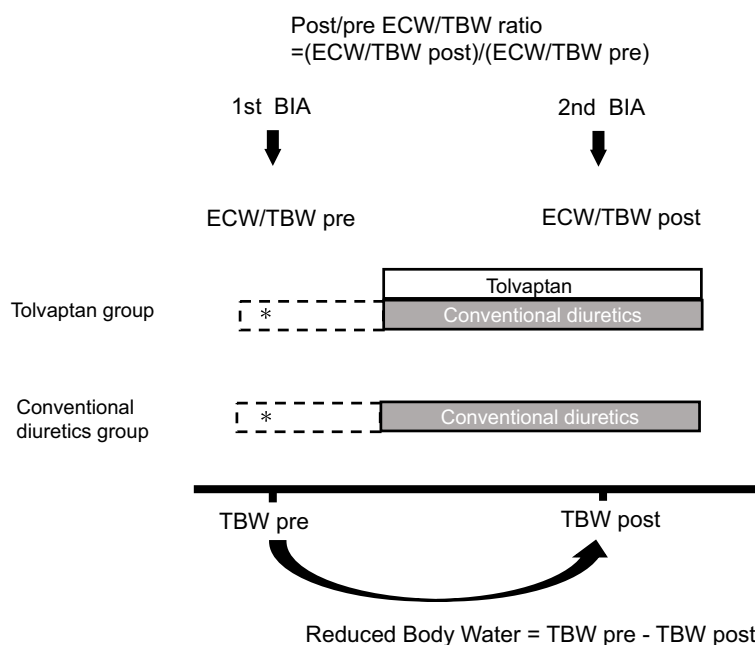 Post/pre ECW/TBW ratio
=(ECW/TBW post)/(ECW/TBW pre)
1st BIA
2nd BIA
ECW/TBW pre
ECW/TBW post
Tolvaptan
Tolvaptan group
*
Conventional diuretics
Conventional
diuretics group
*
Conventional diuretics
TBW pre
TBW post
Reduced Body Water = TBW pre - TBW post